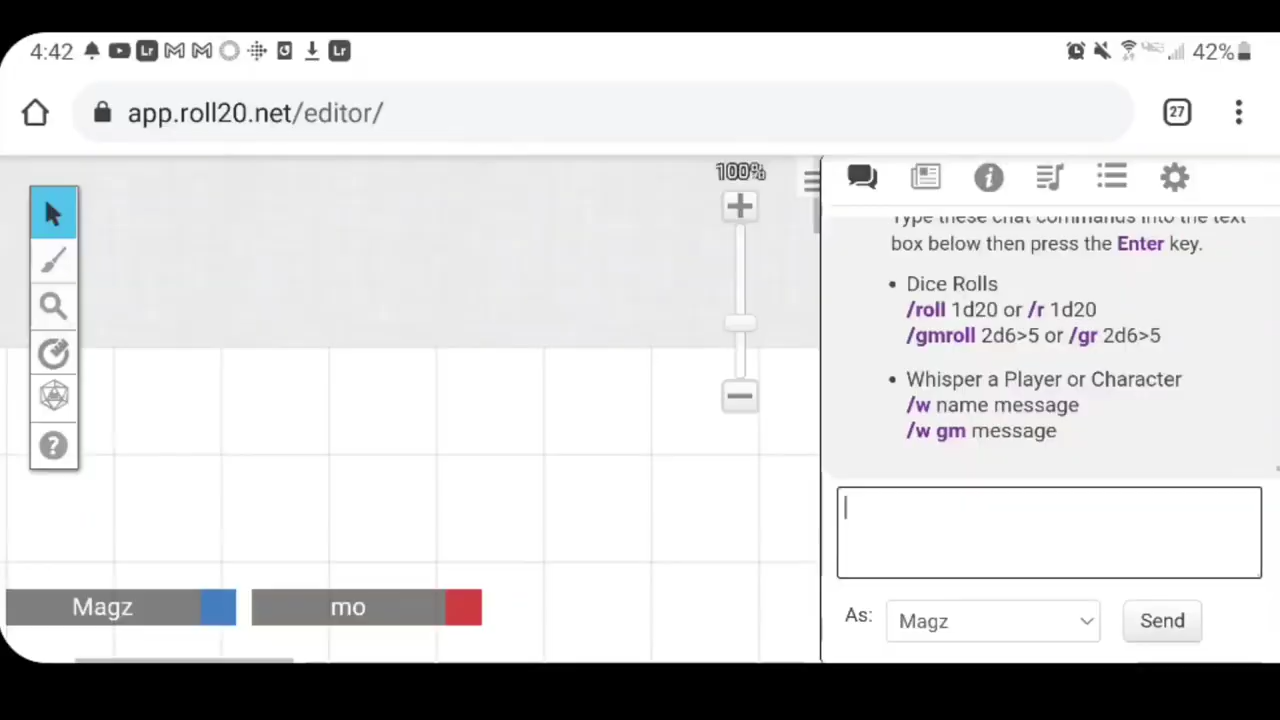 4:42
Lr
Lr
42%
app.roll20.net/editor/
27
100%
Type these chat commands into the text
box below then press the Enter key.
• Dice Rolls
/roll 1d20 or /r 1d20
/gmroll 2d6>5 or /gr 2d6>5
• Whisper a Player or Character
/w name message
/w gm message
Magz
mo
As:
Magz
Send